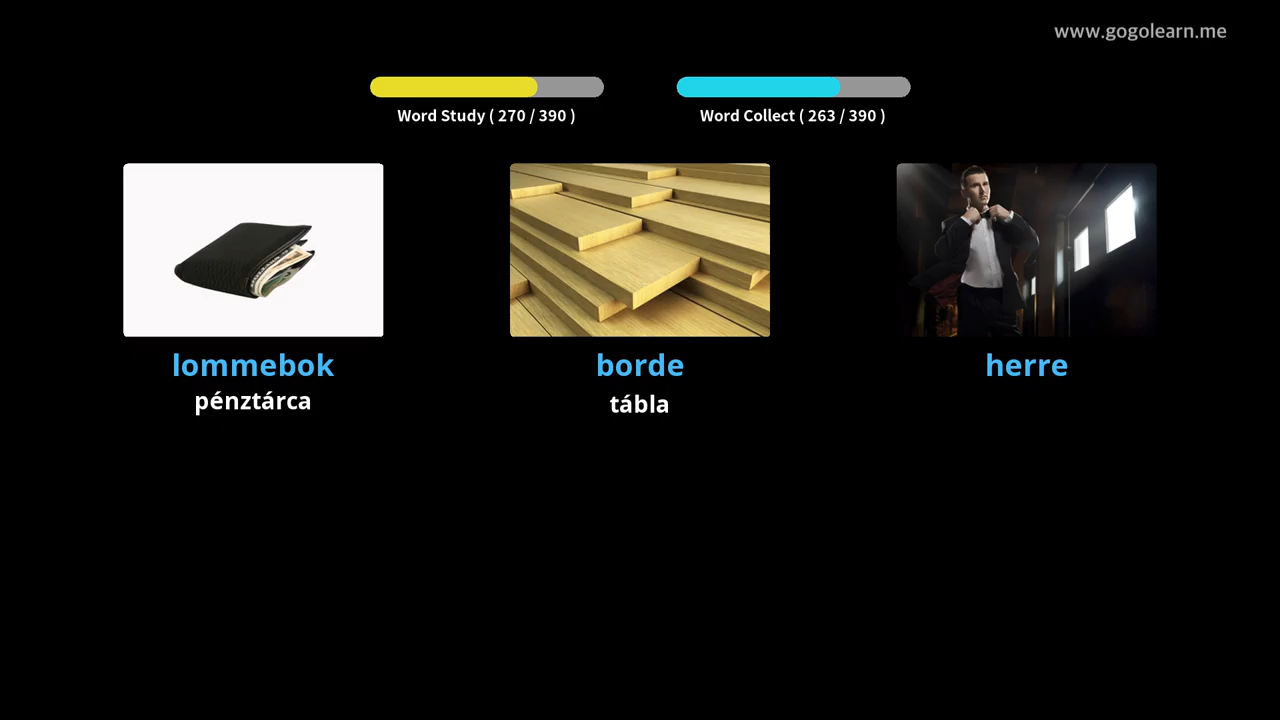 www.gogolearn.me
Word Study ( 270 / 390 )
Word Collect ( 263 / 390 )
lommebok
borde
herre
pénztárca
tábla